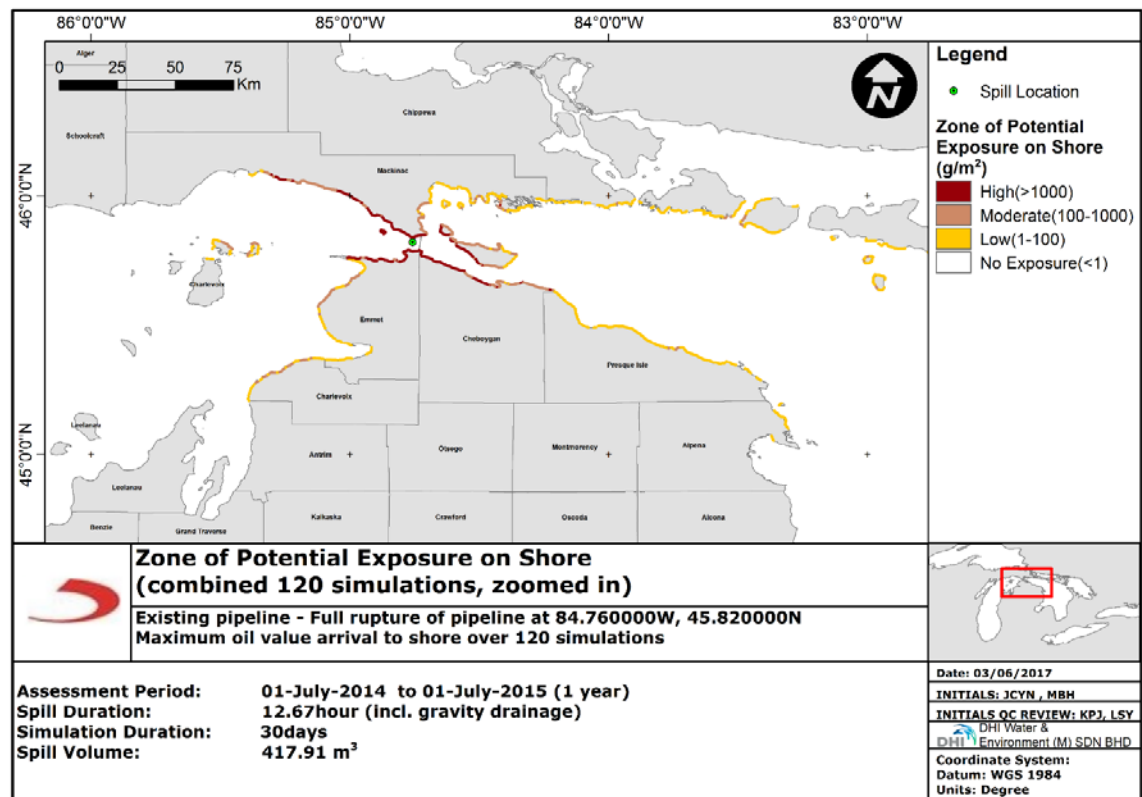 86°0'0"W 85°0'0"W 84°0'0"W 83°0'0"W
46°0'0"N
45°0'0"N
0 25 50 75
Km
N
Alger
Schoolcraft
Chippewa
Mackinac
Charlevoix
Emmet
Cheboygan
Presque Isle
Charlevoix
Leelanau
Antrim
Otsego
Montmorency
Alpena
Leelanau
Benzie
Grand Traverse
Kalkaska
Crawford
Oscoda
Alcona
Legend
Spill Location
Zone of Potential
Exposure on Shore
(g/m²)
High(>1000)
Moderate(100-1000)
Low(1-100)
No Exposure(<1)
Zone of Potential Exposure on Shore
(combined 120 simulations, zoomed in)
Existing pipeline - Full rupture of pipeline at 84.760000W, 45.820000N
Maximum oil value arrival to shore over 120 simulations
Assessment Period: 01-July-2014 to 01-July-2015 (1 year)
Spill Duration: 12.67hour (incl. gravity drainage)
Simulation Duration: 30days
Spill Volume: 417.91 m³
Date: 03/06/2017
INITIALS: JCYN , MBH
INITIALS QC REVIEW: KPJ, LSY
DHI DHI Water &
Environment (M) SDN BHD
Coordinate System:
Datum: WGS 1984
Units: Degree